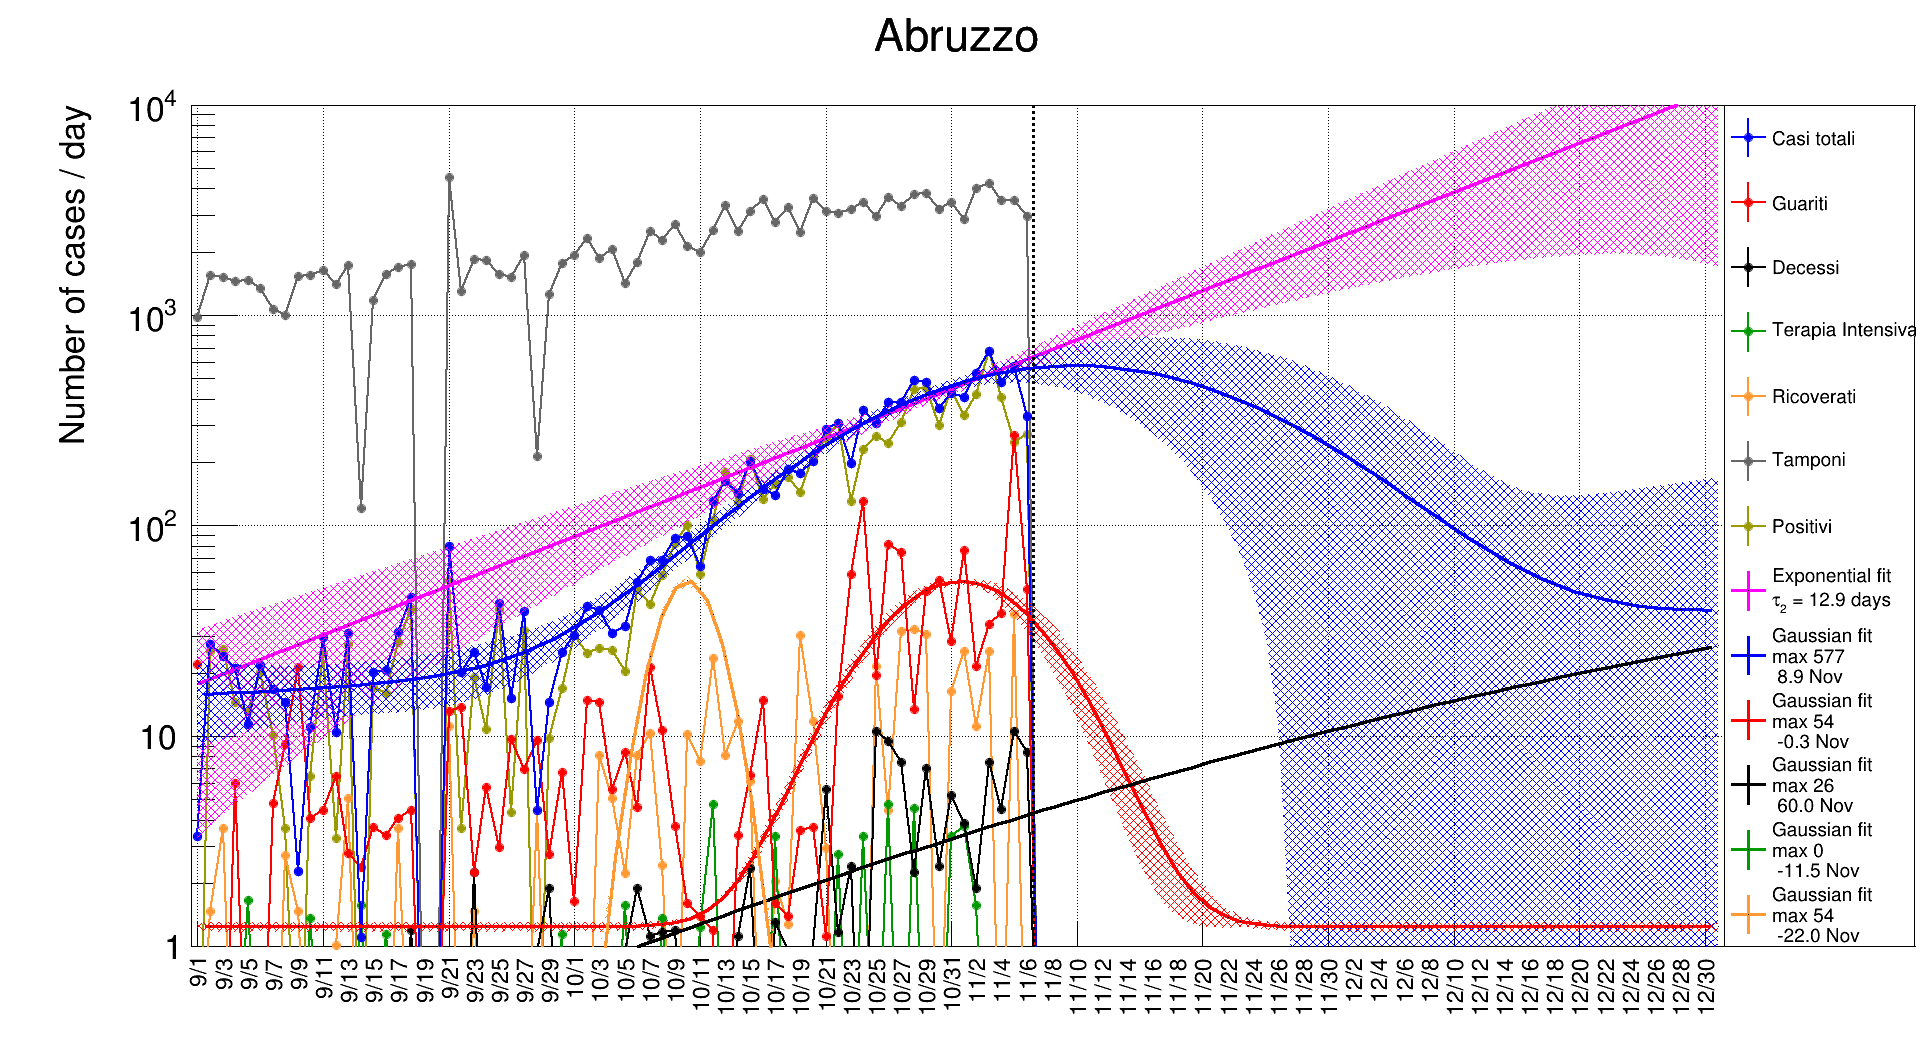 Abruzzo
Number of cases / day
10^4
10^3
10^2
10
1
9/1
9/3
9/5
9/7
9/9
9/11
9/13
9/15
9/17
9/19
9/21
9/23
9/25
9/27
9/29
10/1
10/3
10/5
10/7
10/9
10/11
10/13
10/15
10/17
10/19
10/21
10/23
10/25
10/27
10/29
10/31
11/2
11/4
11/6
11/8
11/10
11/12
11/14
11/16
11/18
11/20
11/22
11/24
11/26
11/28
11/30
12/2
12/4
12/6
12/8
12/10
12/12
12/14
12/16
12/18
12/20
12/22
12/24
12/26
12/28
12/30
Casi totali
Guariti
Decessi
Terapia Intensiva
Ricoverati
Tamponi
Positivi
Exponential fit
τ2 = 12.9 days
Gaussian fit
max 577
8.9 Nov
Gaussian fit
max 54
-0.3 Nov
Gaussian fit
max 26
60.0 Nov
Gaussian fit
max 0
-11.5 Nov
Gaussian fit
max 54
-22.0 Nov